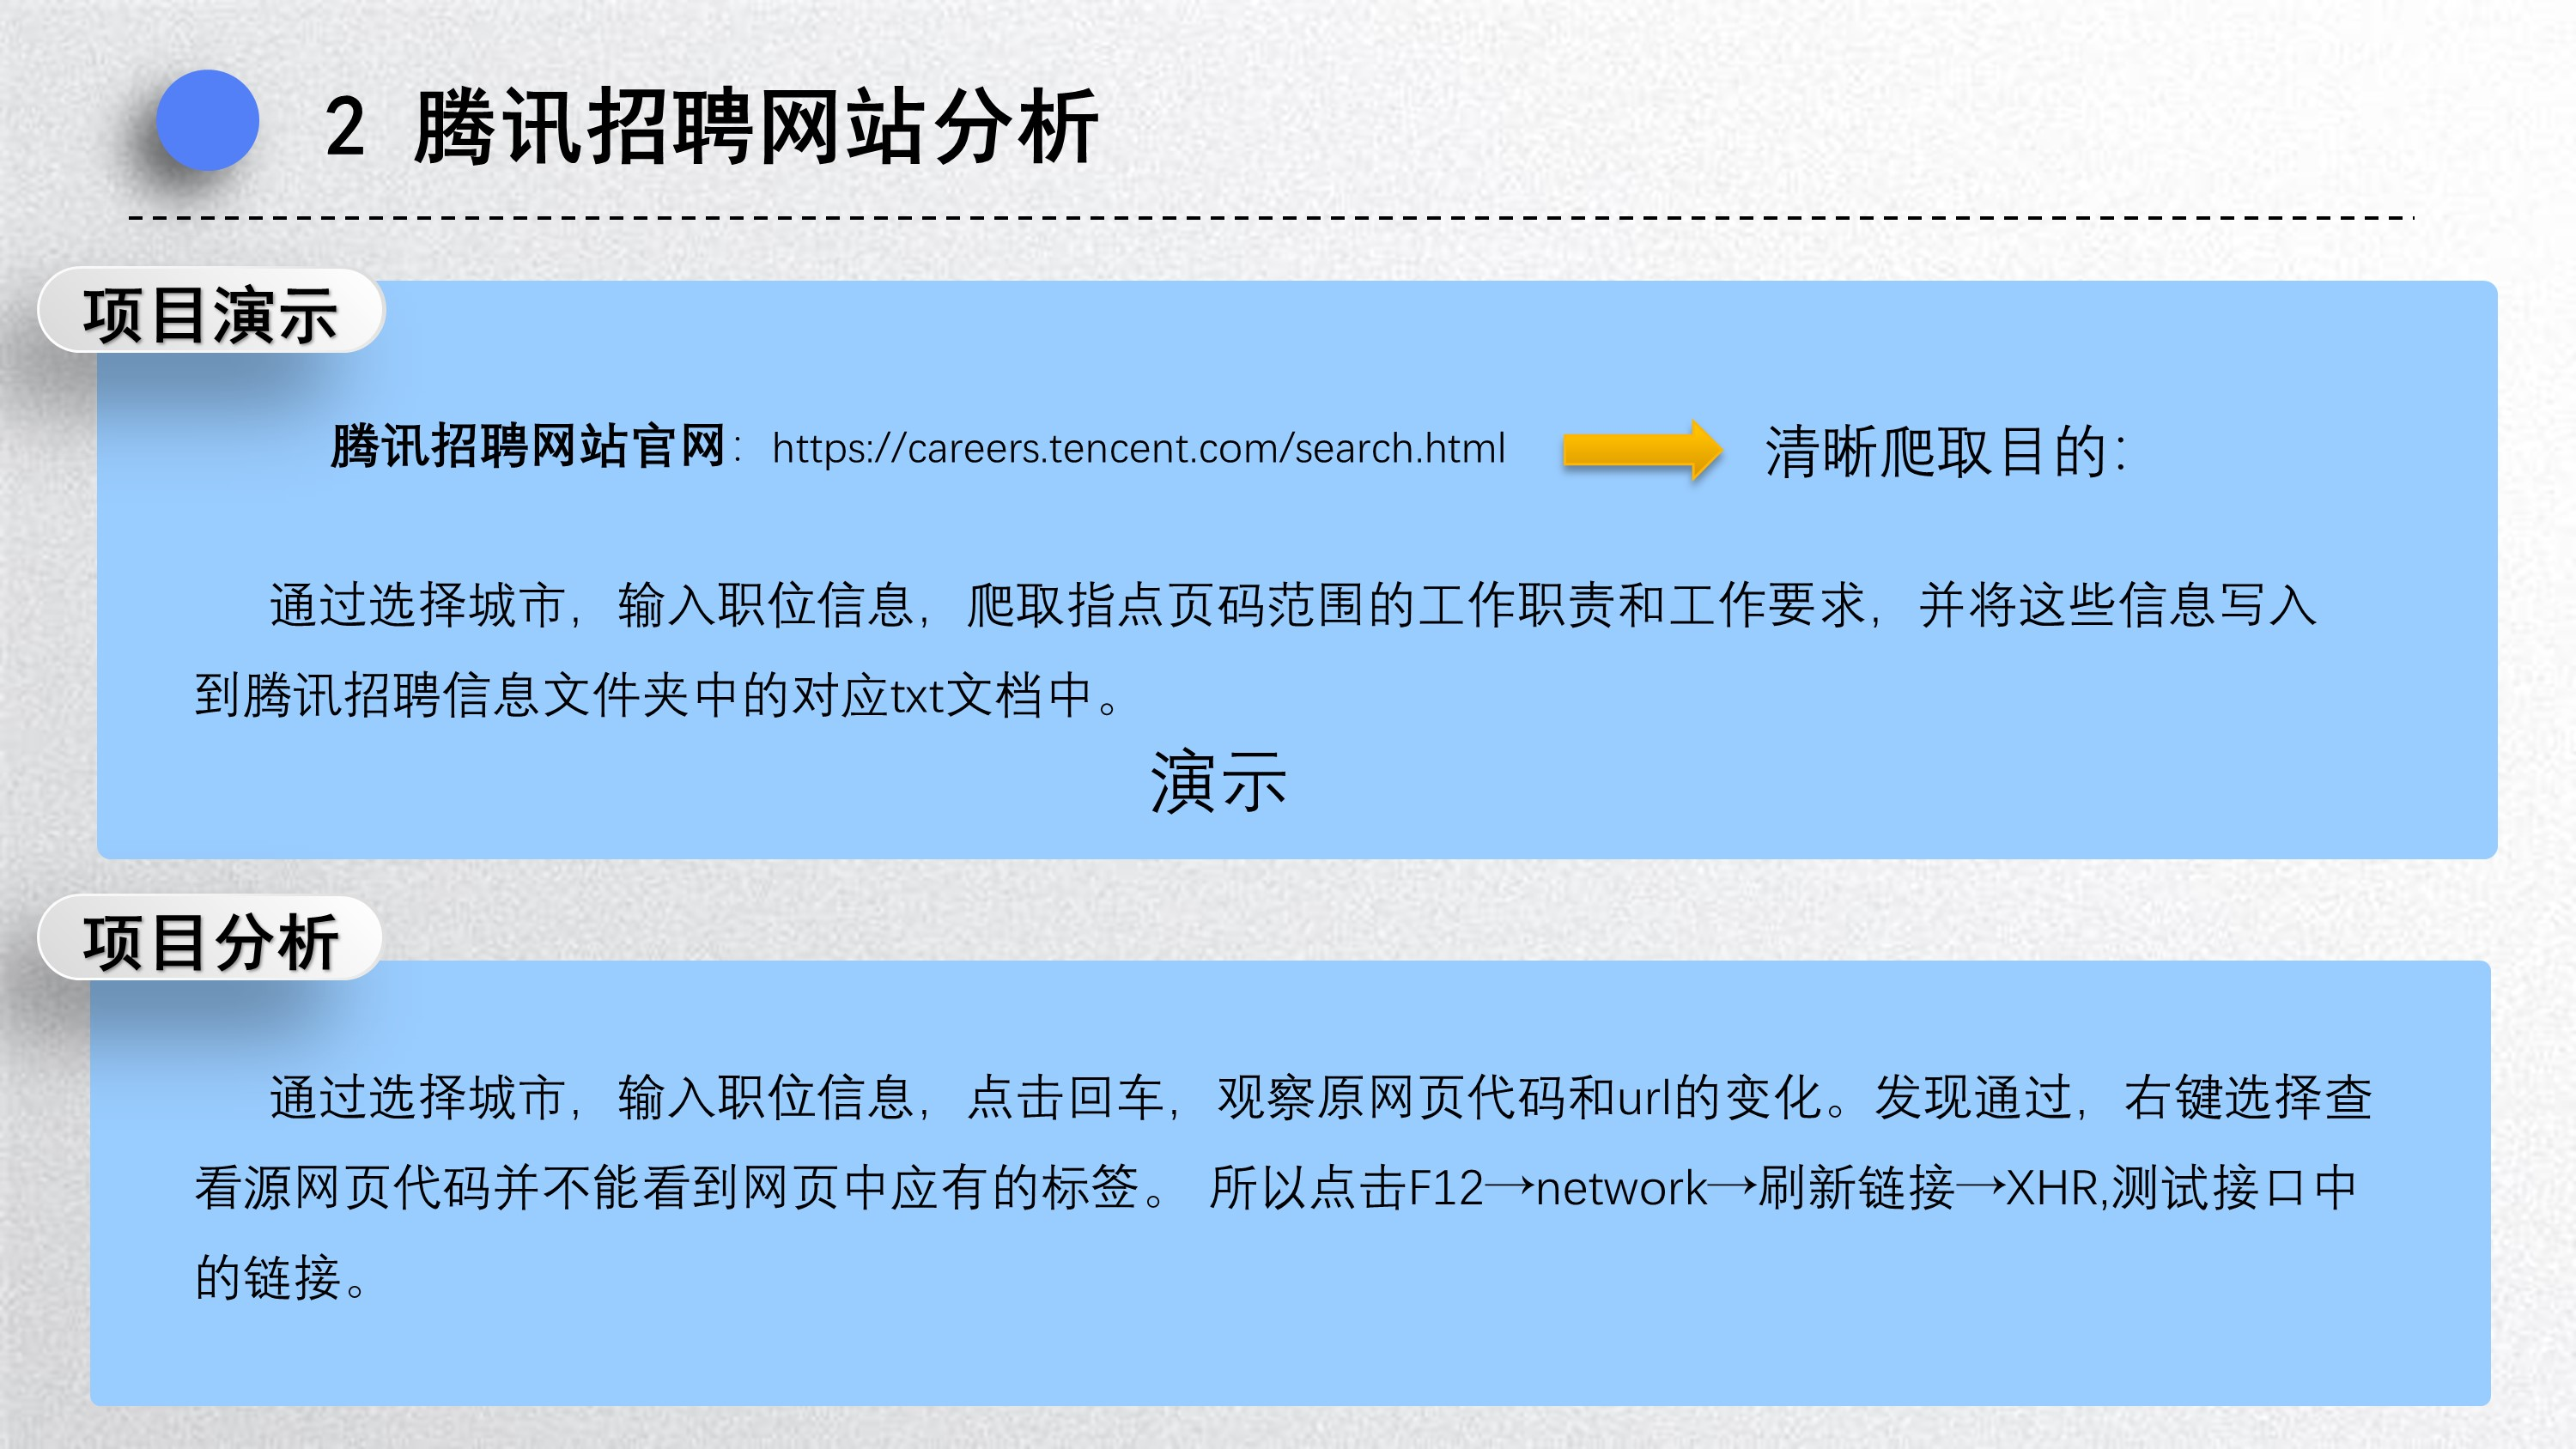 2 腾讯招聘网站分析
项目演示
腾讯招聘网站官网：https://careers.tencent.com/search.html
清晰爬取目的：
通过选择城市，输入职位信息，爬取指点页码范围的工作职责和工作要求，并将这些信息写入
到腾讯招聘信息文件夹中的对应txt文档中。
演示
项目分析
通过选择城市，输入职位信息，点击回车，观察原网页代码和url的变化。发现通过，右键选择查
看源网页代码并不能看到网页中应有的标签。 所以点击F12→network→刷新链接→XHR,测试接口中
的链接。